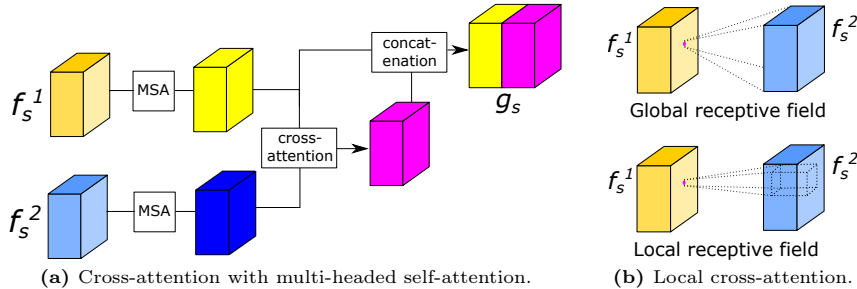 f_s^1
MSA
f_s^2
MSA
cross-
attention
concat-
enation
g_s
(a) Cross-attention with multi-headed self-attention.
f_s^1
f_s^2
Global receptive field
f_s^1
f_s^2
Local receptive field
(b) Local cross-attention.